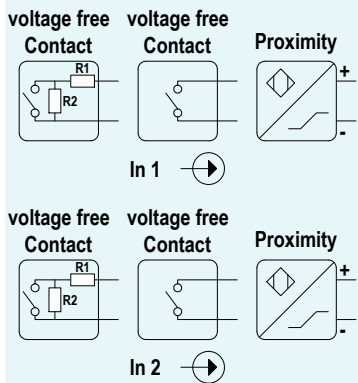 voltage free voltage free
Contact Contact Proximity
R1 +
R2
-
In 1
voltage free voltage free
Contact Contact Proximity
R1 +
R2
-
In 2